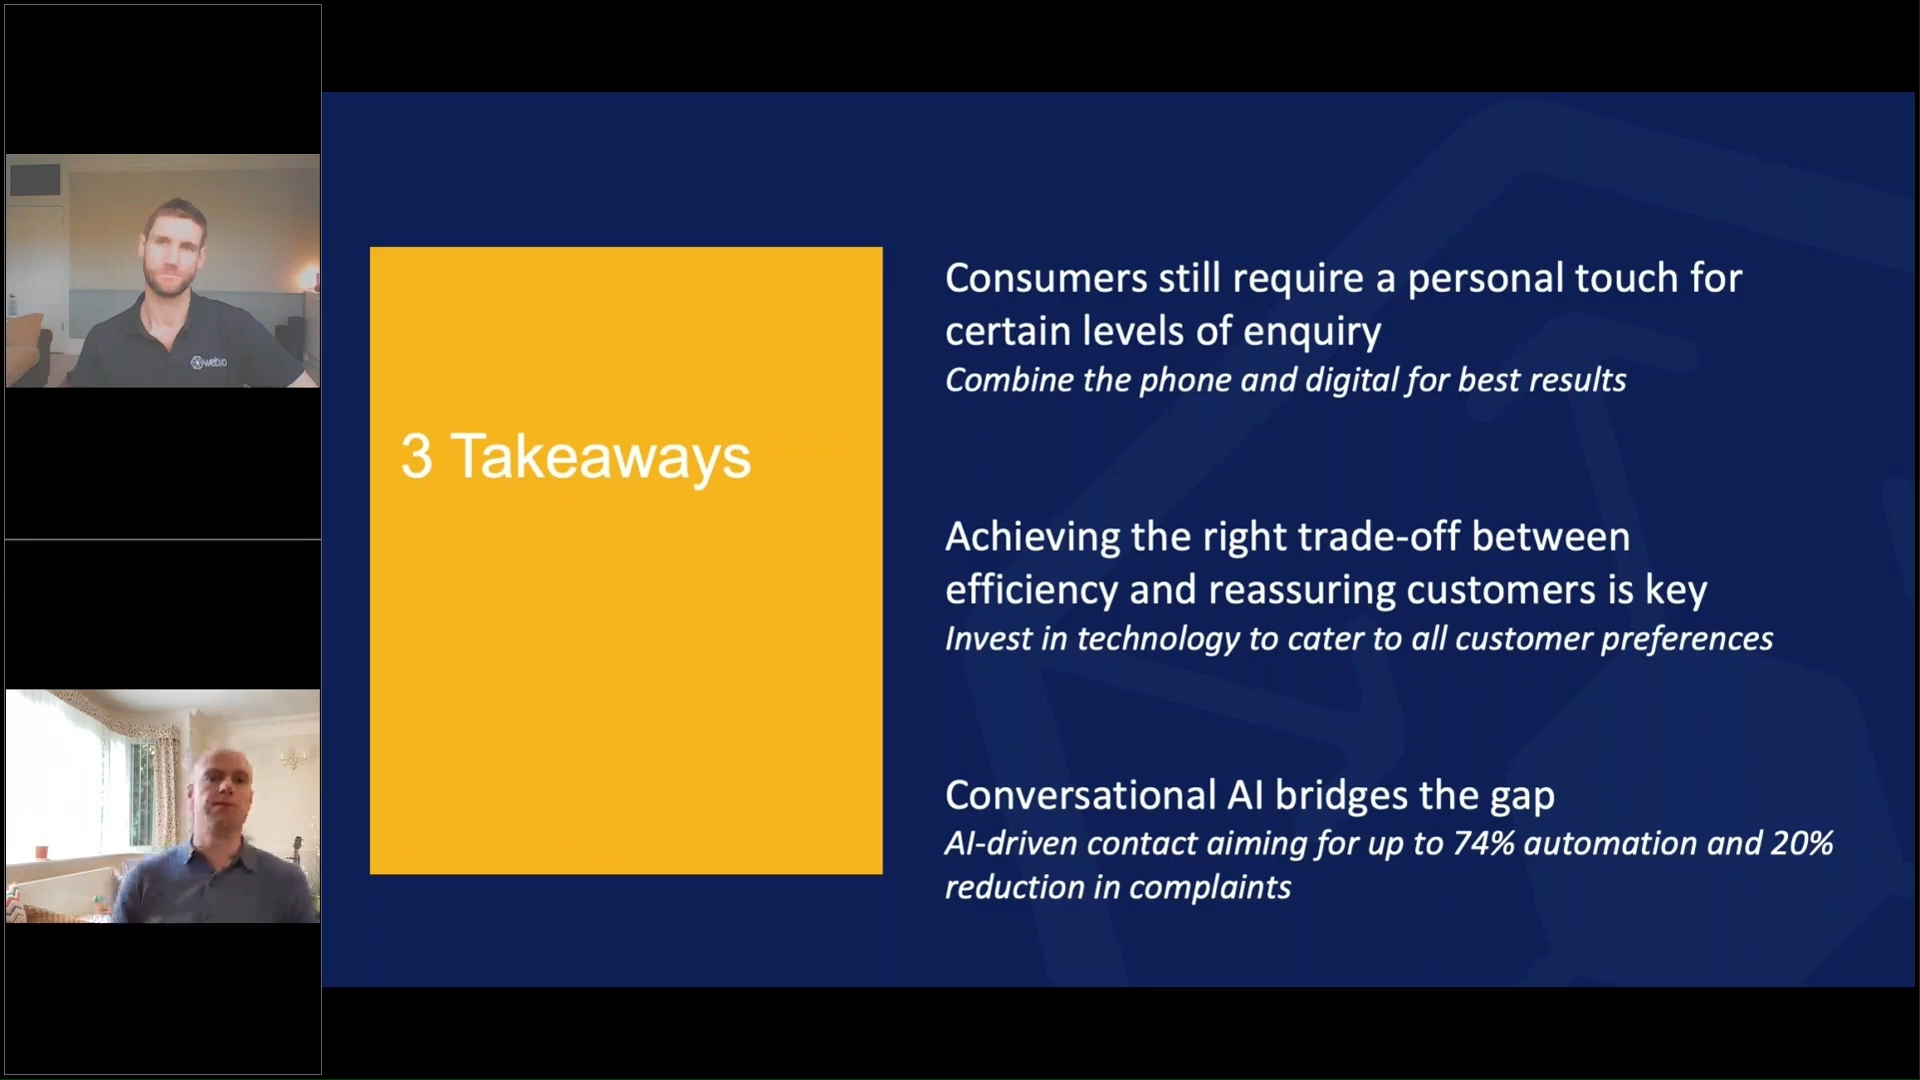 webio
3 Takeaways
Consumers still require a personal touch for
certain levels of enquiry
Combine the phone and digital for best results
Achieving the right trade-off between
efficiency and reassuring customers is key
Invest in technology to cater to all customer preferences
Conversational AI bridges the gap
AI-driven contact aiming for up to 74% automation and 20%
reduction in complaints